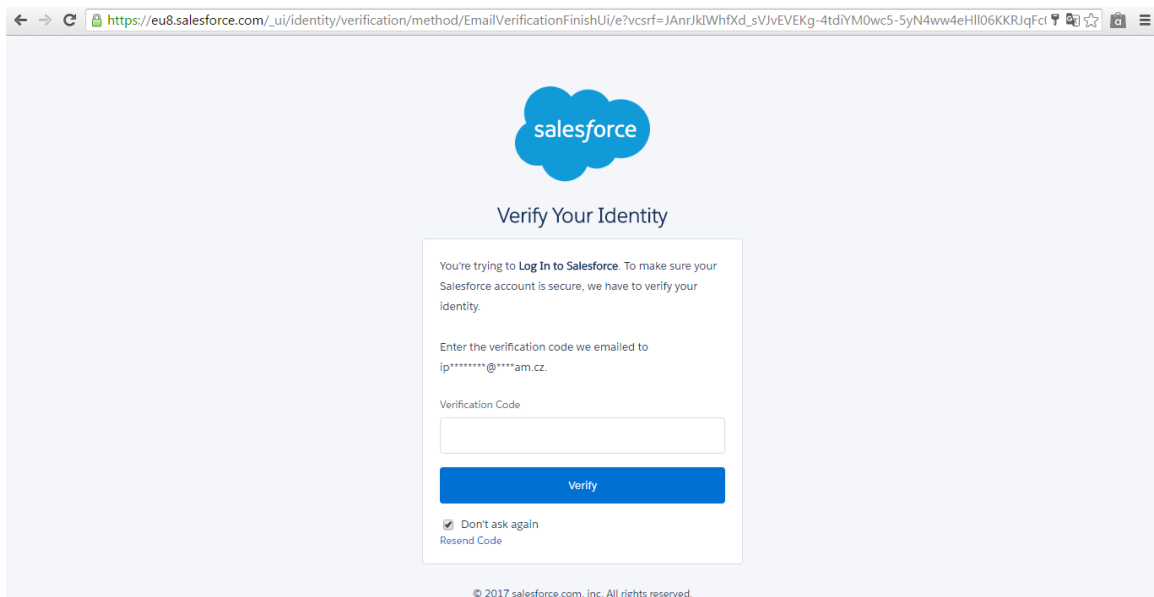 https://eu8.salesforce.com/_ui/identity/verification/method/EmailVerificationFinishUi/e?vcsrf=JAnrJkIWhfXd_sVJvEVEKg-4tdiYM0wc5-5yN4ww4eHll06KKRJqFc(
salesforce
Verify Your Identity
You're trying to Log In to Salesforce. To make sure your
Salesforce account is secure, we have to verify your
identity.
Enter the verification code we emailed to
ip********@****am.cz.
Verification Code
Verify
Don't ask again
Resend Code
© 2017 salesforce.com, inc. All rights reserved.